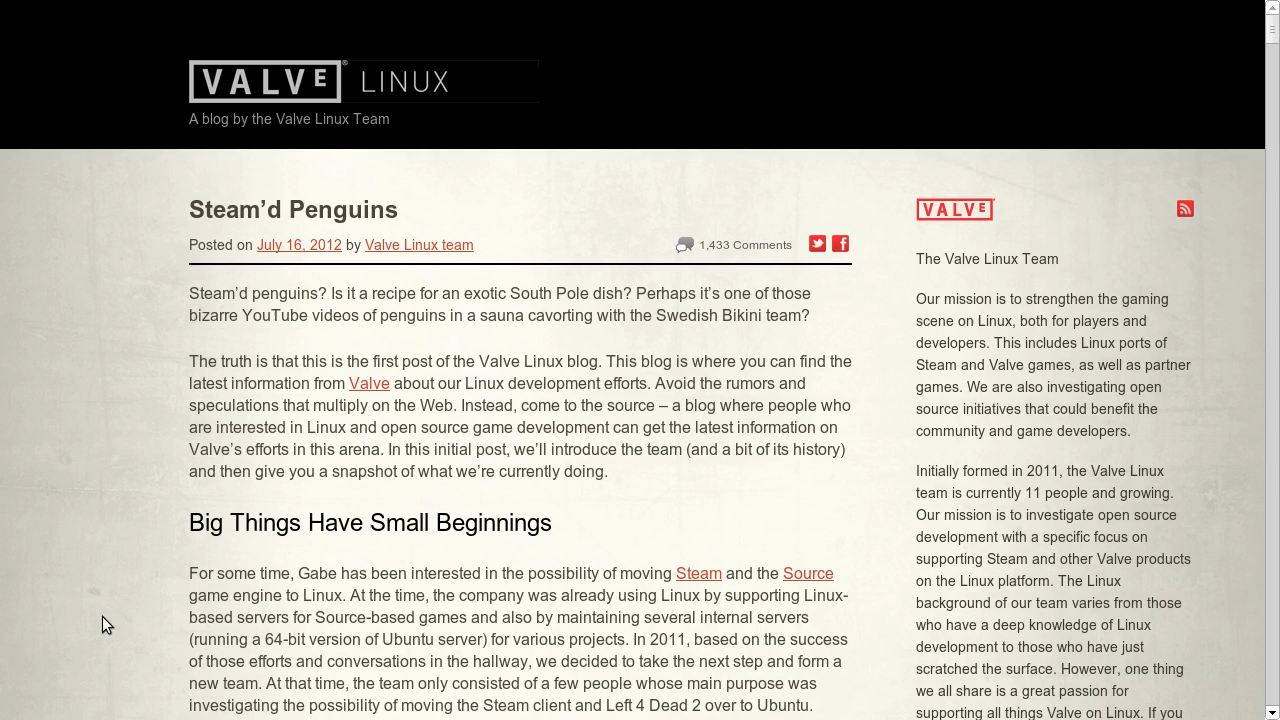 VALVE® LINUX
A blog by the Valve Linux Team
Steam’d Penguins
Posted on July 16, 2012 by Valve Linux team
1,433 Comments
Steam’d penguins? Is it a recipe for an exotic South Pole dish? Perhaps it’s one of those
bizarre YouTube videos of penguins in a sauna cavorting with the Swedish Bikini team?
The truth is that this is the first post of the Valve Linux blog. This blog is where you can find the
latest information from Valve about our Linux development efforts. Avoid the rumors and
speculations that multiply on the Web. Instead, come to the source – a blog where people who
are interested in Linux and open source game development can get the latest information on
Valve’s efforts in this arena. In this initial post, we’ll introduce the team (and a bit of its history)
and then give you a snapshot of what we’re currently doing.
Big Things Have Small Beginnings
For some time, Gabe has been interested in the possibility of moving Steam and the Source
game engine to Linux. At the time, the company was already using Linux by supporting Linux-
based servers for Source-based games and also by maintaining several internal servers
(running a 64-bit version of Ubuntu server) for various projects. In 2011, based on the success
of those efforts and conversations in the hallway, we decided to take the next step and form a
new team. At that time, the team only consisted of a few people whose main purpose was
investigating the possibility of moving the Steam client and Left 4 Dead 2 over to Ubuntu.
VALVE
The Valve Linux Team
Our mission is to strengthen the gaming
scene on Linux, both for players and
developers. This includes Linux ports of
Steam and Valve games, as well as partner
games. We are also investigating open
source initiatives that could benefit the
community and game developers.
Initially formed in 2011, the Valve Linux
team is currently 11 people and growing.
Our mission is to investigate open source
development with a specific focus on
supporting Steam and other Valve products
on the Linux platform. The Linux
background of our team varies from those
who have a deep knowledge of Linux
development to those who have just
scratched the surface. However, one thing
we all share is a great passion for
supporting all things Valve on Linux. If you